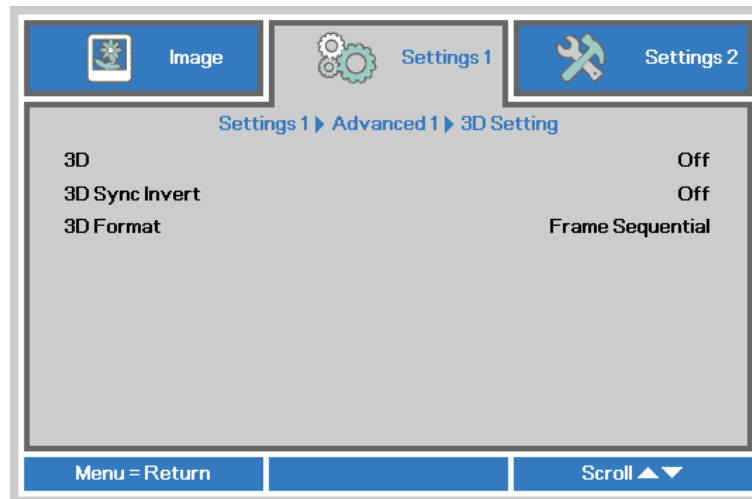 Image Settings 1 Settings 2
Settings 1 Advanced 1 3D Setting
3D Off
3D Sync Invert Off
3D Format Frame Sequential
Menu = Return Scroll